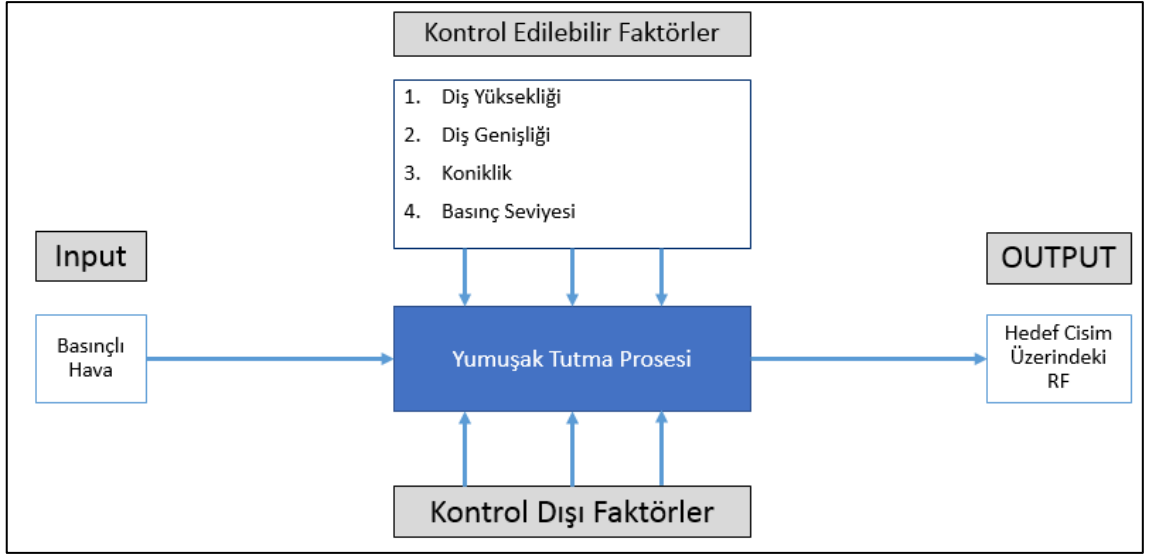 Kontrol Edilebilir Faktörler
1. Diş Yüksekliği
2. Diş Genişliği
3. Koniklik
4. Basınç Seviyesi
Input
OUTPUT
Basınçlı
Hava
Yumuşak Tutma Prosesi
Hedef Cisim
Üzerindeki
RF
Kontrol Dışı Faktörler